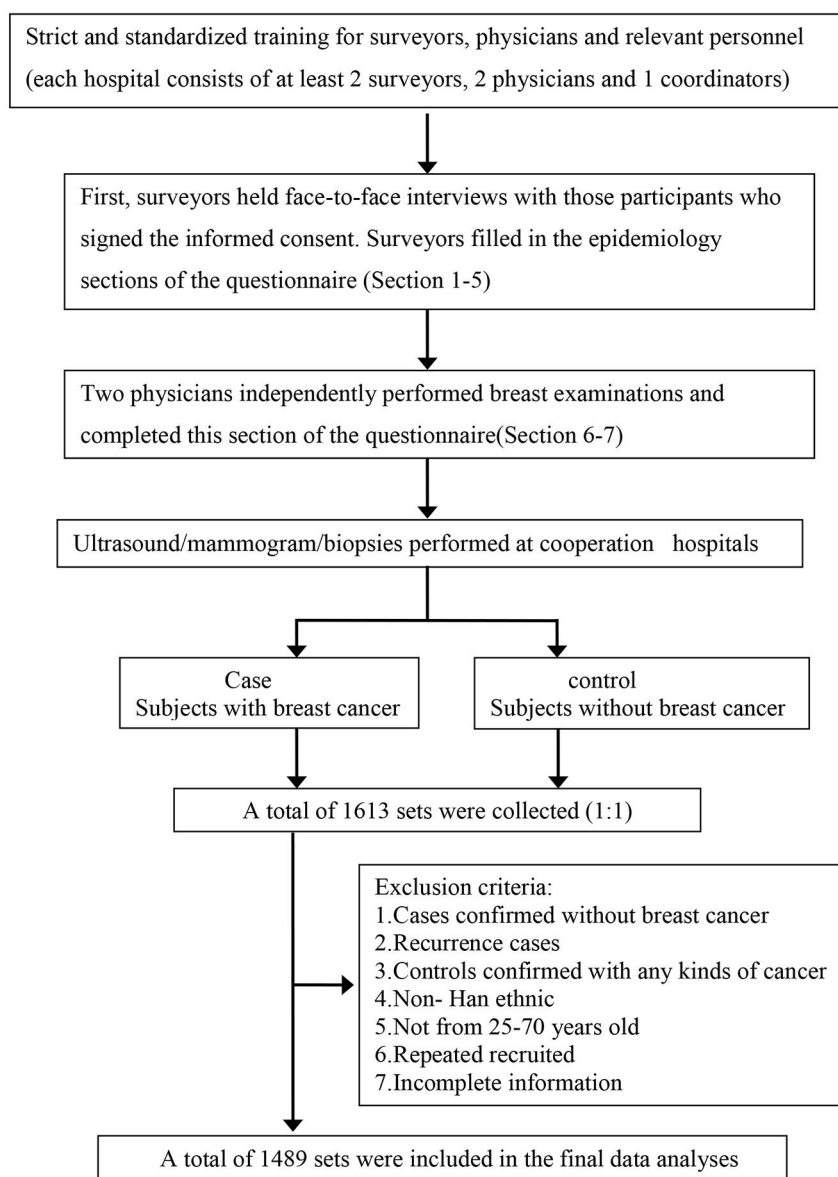 Strict and standardized training for surveyors, physicians and relevant personnel
(each hospital consists of at least 2 surveyors, 2 physicians and 1 coordinators)
First, surveyors held face-to-face interviews with those participants who
signed the informed consent. Surveyors filled in the epidemiology
sections of the questionnaire (Section 1-5)
Two physicians independently performed breast examinations and
completed this section of the questionnaire(Section 6-7)
Ultrasound/mammogram/biopsies performed at cooperation hospitals
Case
Subjects with breast cancer
control
Subjects without breast cancer
A total of 1613 sets were collected (1:1)
Exclusion criteria:
1.Cases confirmed without breast cancer
2.Recurrence cases
3.Controls confirmed with any kinds of cancer
4.Non- Han ethnic
5.Not from 25-70 years old
6.Repeated recruited
7.Incomplete information
A total of 1489 sets were included in the final data analyses